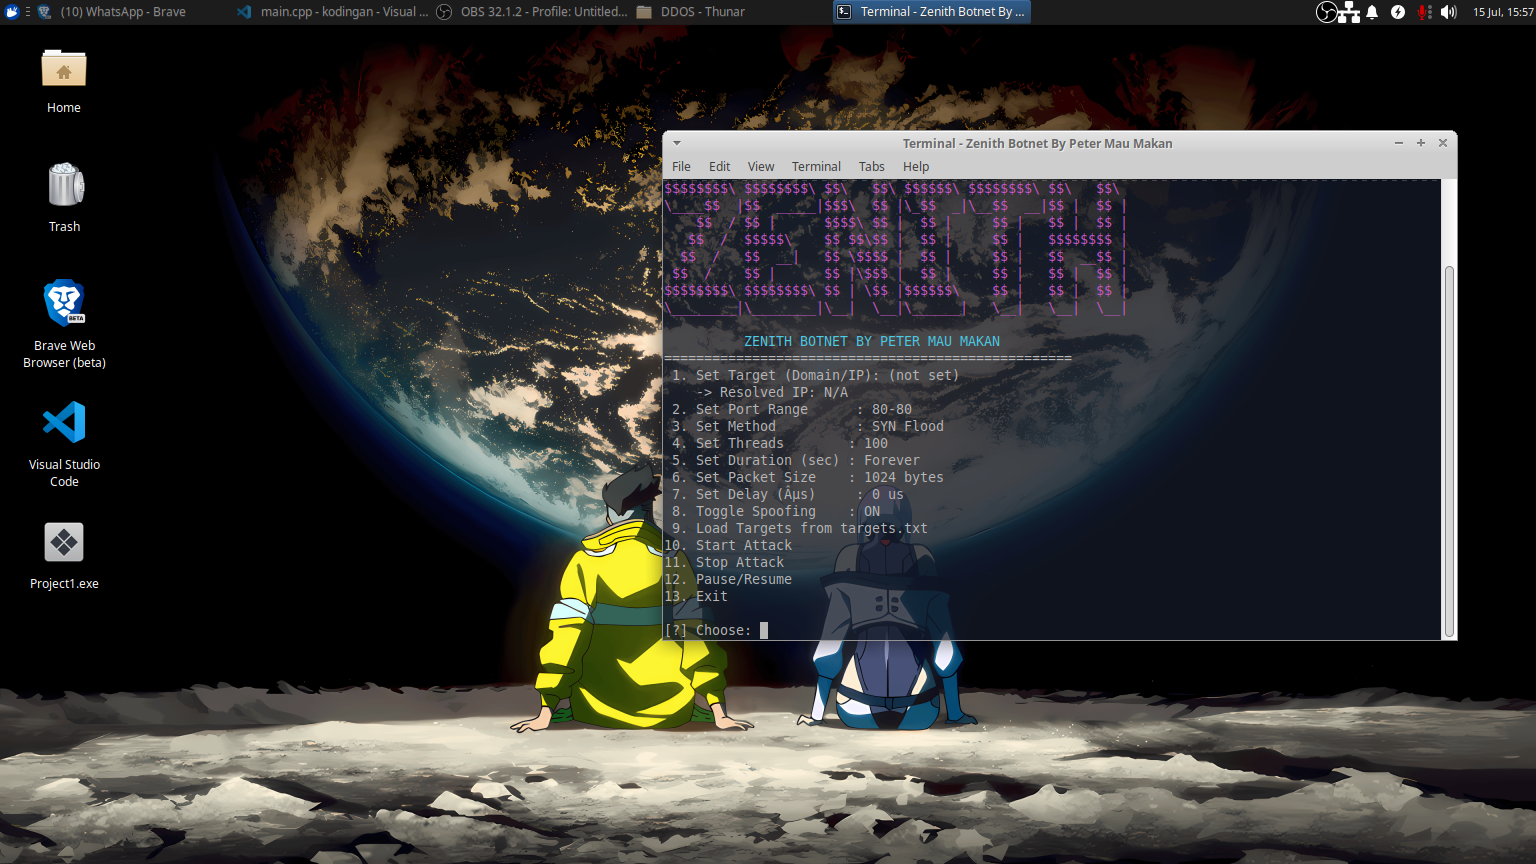 (10) WhatsApp - Brave
main.cpp - kodingan - Visual ...
OBS 32.1.2 - Profile: Untitled...
DDOS - Thunar
Terminal - Zenith Botnet By ...
15 Jul, 15:57
Home
Trash
BETA
Brave Web
Browser (beta)
Visual Studio
Code
Project1.exe
Terminal - Zenith Botnet By Peter Mau Makan
File Edit View Terminal Tabs Help
ZENITH
ZENITH BOTNET BY PETER MAU MAKAN
===================================================
1. Set Target (Domain/IP): (not set)
-> Resolved IP: N/A
2. Set Port Range : 80-80
3. Set Method : SYN Flood
4. Set Threads : 100
5. Set Duration (sec) : Forever
6. Set Packet Size : 1024 bytes
7. Set Delay (Âµs) : 0 us
8. Toggle Spoofing : ON
9. Load Targets from targets.txt
10. Start Attack
11. Stop Attack
12. Pause/Resume
13. Exit
[?] Choose: